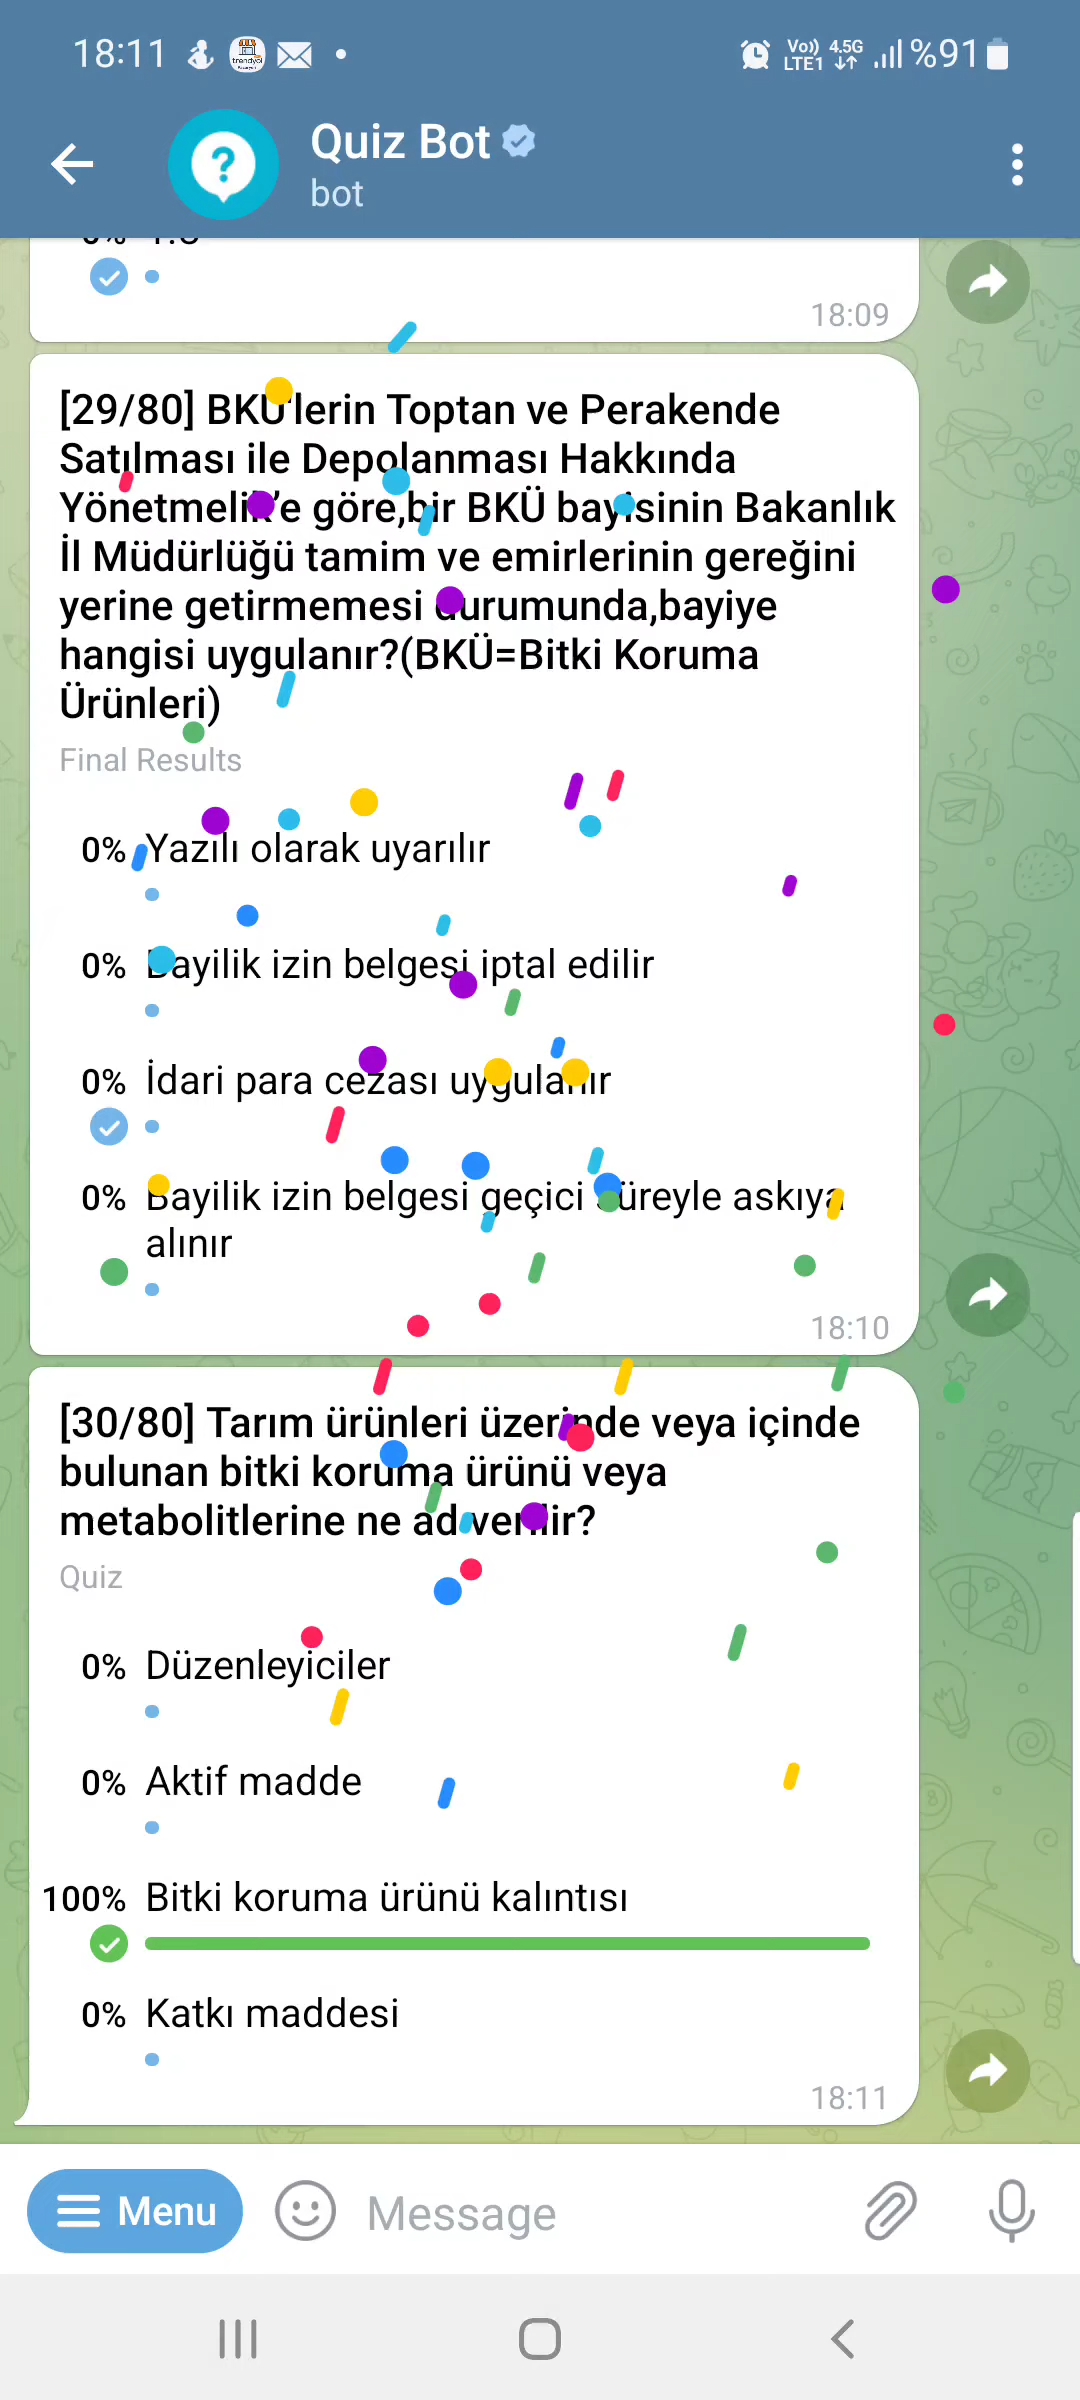 18:11
trendyol
Vo)) 4.5G
LTE1
%91
Quiz Bot
bot
18:09
[29/80] BKÜ'lerin Toptan ve Perakende
Satılması ile Depolanması Hakkında
Yönetmelik'e göre,bir BKÜ bayisinin Bakanlık
İl Müdürlüğü tamim ve emirlerinin gereğini
yerine getirmemesi durumunda,bayiye
hangisi uygulanır?(BKÜ=Bitki Koruma
Ürünleri)
Final Results
0% Yazılı olarak uyarılır
0% Bayilik izin belgesi iptal edilir
0% İdari para cezası uygulanır
0% Bayilik izin belgesi geçici süreyle askıya
alınır
18:10
[30/80] Tarım ürünleri üzerinde veya içinde
bulunan bitki koruma ürünü veya
metabolitlerine ne ad verilir?
Quiz
0% Düzenleyiciler
0% Aktif madde
100% Bitki koruma ürünü kalıntısı
0% Katkı maddesi
18:11
Menu
Message